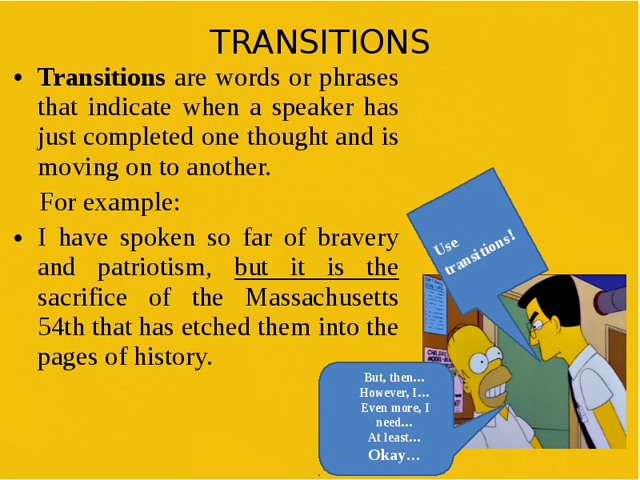 TRANSITIONS
• Transitions are words or phrases
that indicate when a speaker has
just completed one thought and is
moving on to another.
For example:
• I have spoken so far of bravery
and patriotism, but it is the
sacrifice of the Massachusetts
54th that has etched them into the
pages of history.
Use
transitions!
But, then…
However, I…
Even more, I
need…
At least…
Okay…